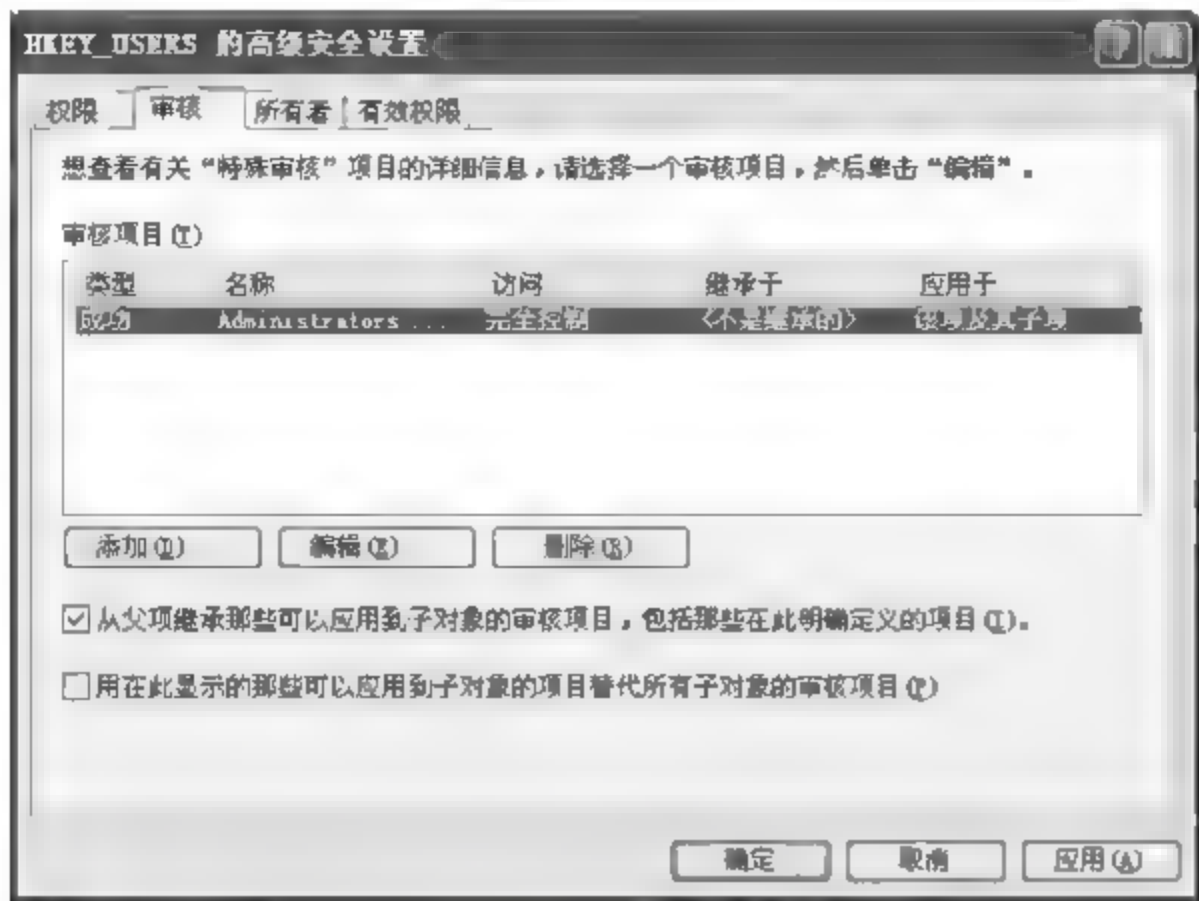 HKEY_USERS 的高级安全设置
权限 审核 所有者 有效权限
想查看有关“特殊审核”项目的详细信息,请选择一个审核项目,然后单击“编辑”。
审核项目(T)
类型 名称 访问 继承于 应用于
成功 Administrators ... 完全控制 <不是继承的> 该项及其子项
添加(D) 编辑(E) 删除(R)
从父项继承那些可以应用到子对象的审核项目,包括那些在此明确定义的项目(I)。
用在此显示的那些可以应用到子对象的项目替代所有子对象的审核项目(P)
确定 取消 应用(A)